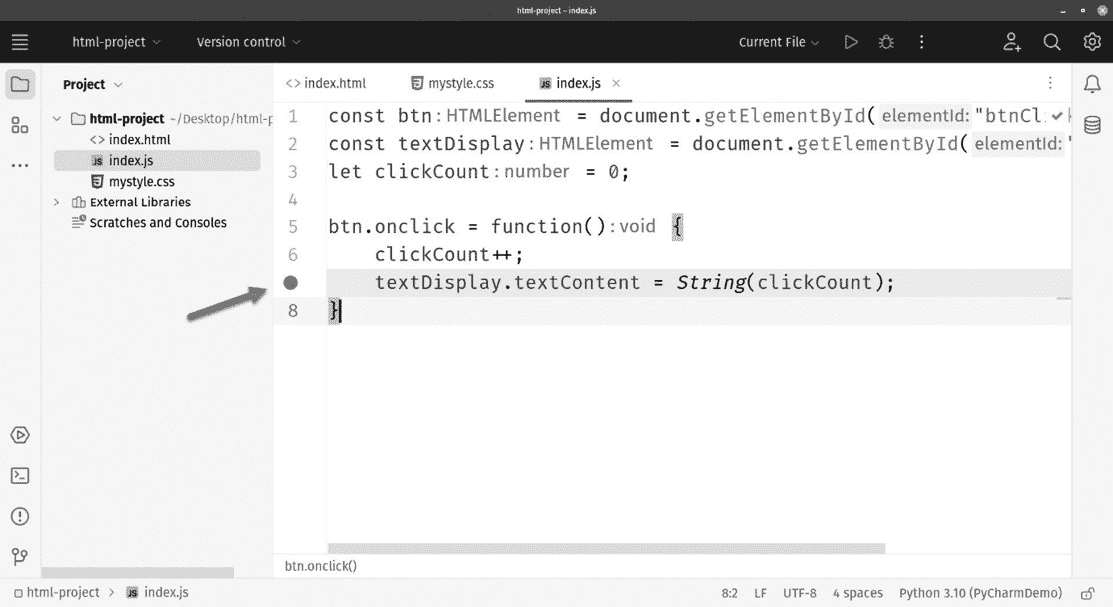 html-project – index.js
html-project
Version control
Current File
Project
index.html
mystyle.css
index.js
html-project ~/Desktop/html-p
index.html
index.js
mystyle.css
External Libraries
Scratches and Consoles
1 const btn: HTMLElement = document.getElementById( elementId: "btnCl
2 const textDisplay: HTMLElement = document.getElementById( elementId: "
3 let clickCount: number = 0;
4
5 btn.onclick = function(): void {
6 clickCount++;
textDisplay.textContent = String(clickCount);
8 }
btn.onclick()
html-project > index.js
8:2 LF UTF-8 4 spaces Python 3.10 (PyCharmDemo)